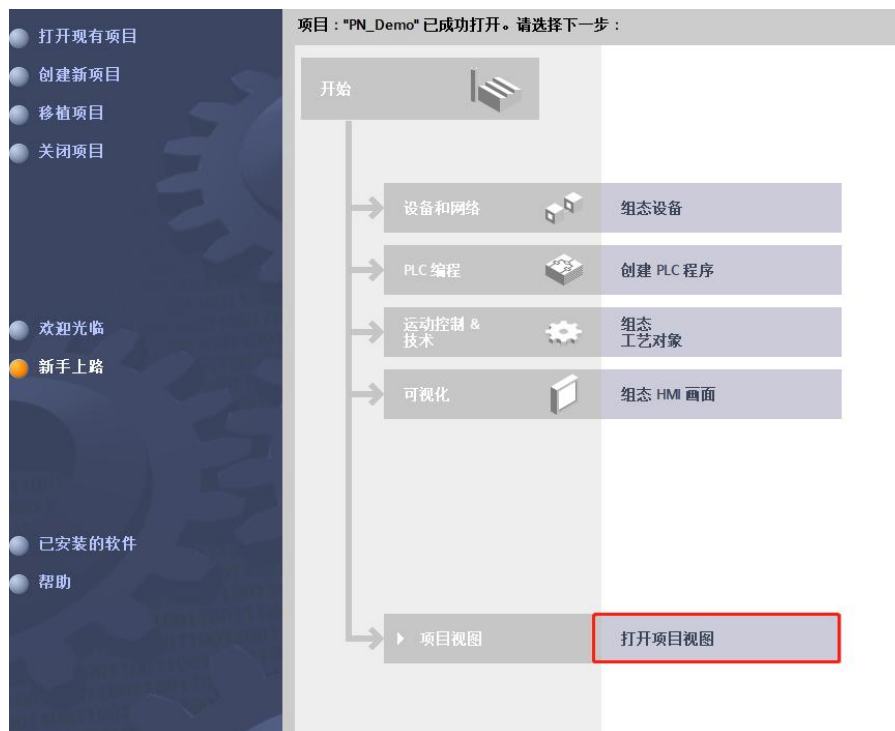 打开现有项目
创建新项目
移植项目
关闭项目
欢迎光临
新手上路
已安装的软件
帮助
项目："PN_Demo" 已成功打开。请选择下一步：
开始
设备和网络
组态设备
PLC 编程
创建 PLC 程序
运动控制 &
技术
组态
工艺对象
可视化
组态 HMI 画面
项目视图
打开项目视图